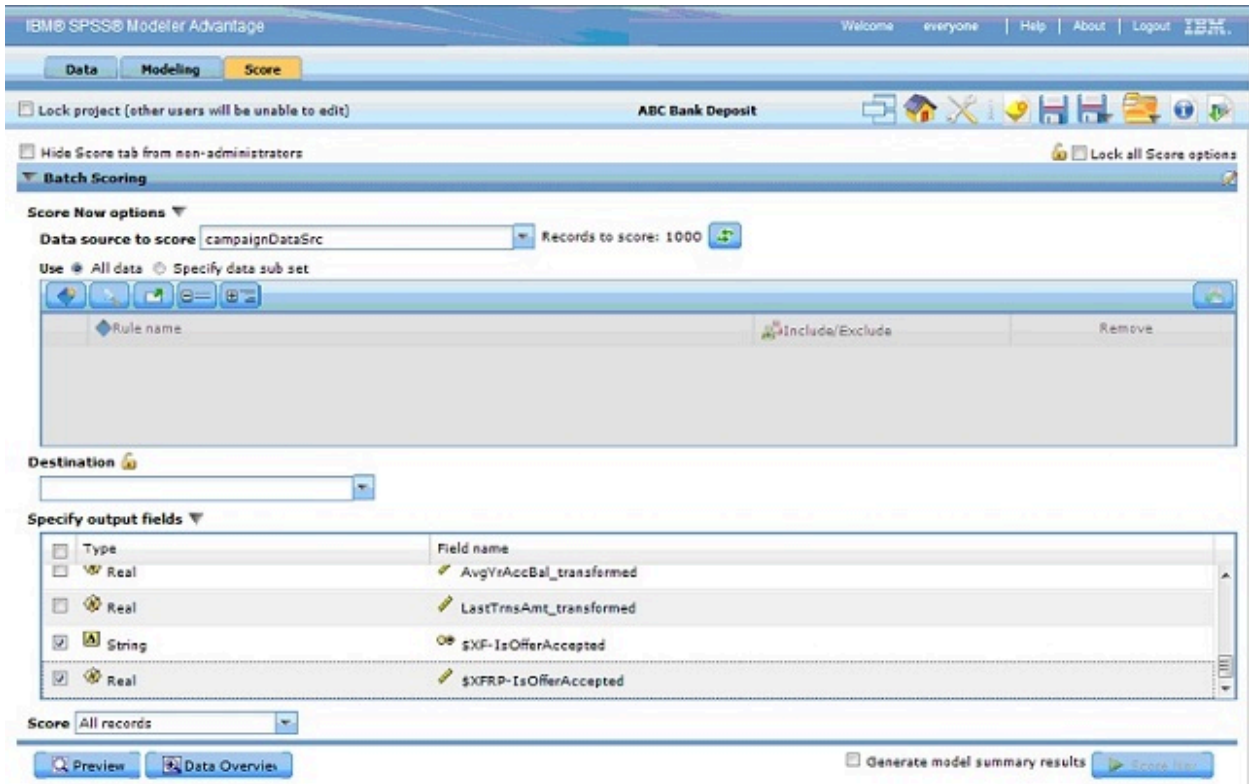 IBM® SPSS® Modeler Advantage
Welcome everyone | Help | About | Logout IBM.
Data Modeling Score
Lock project (other users will be unable to edit) ABC Bank Deposit
Hide Score tab from non-administrators Lock all Score options
Batch Scoring
Score Now options
Data source to score campaignDataSrc Records to score: 1000
Use All data Specify data sub set
Rule name Include/Exclude Remove
Destination
Specify output fields
Type Field name
Real AvgYrAccBal_transformed
Real LastTrnsAmt_transformed
String $XF-IsOfferAccepted
Real $XFRP-IsOfferAccepted
Score All records
Preview Data Overview Generate model summary results Score Now